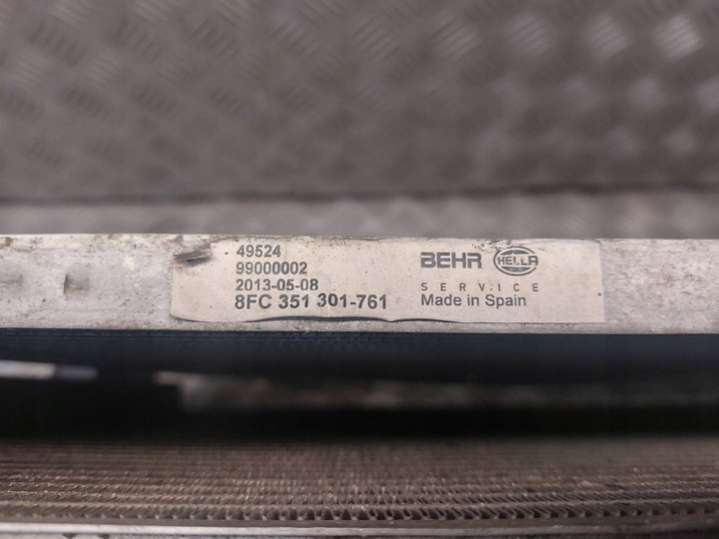 49524
99000002
2013-05-08
8FC 351 301-761
BEHR HELLA
SERVICE
Made in Spain